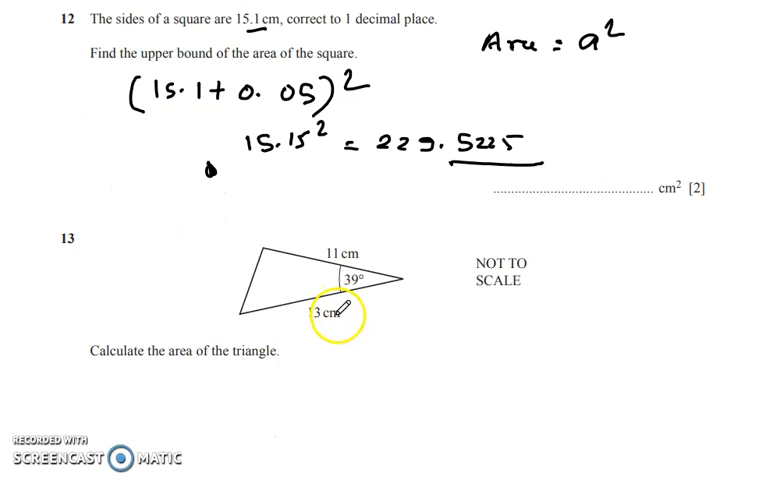 12 The sides of a square are 15.1 cm, correct to 1 decimal place.
Area = a²
Find the upper bound of the area of the square.
(15.1+0.05)²
15.15² = 229.5225
.......................................... cm² [2]
13
11 cm
39°
NOT TO
SCALE
13 cm
Calculate the area of the triangle.
RECORDED WITH
SCREENCAST MATIC